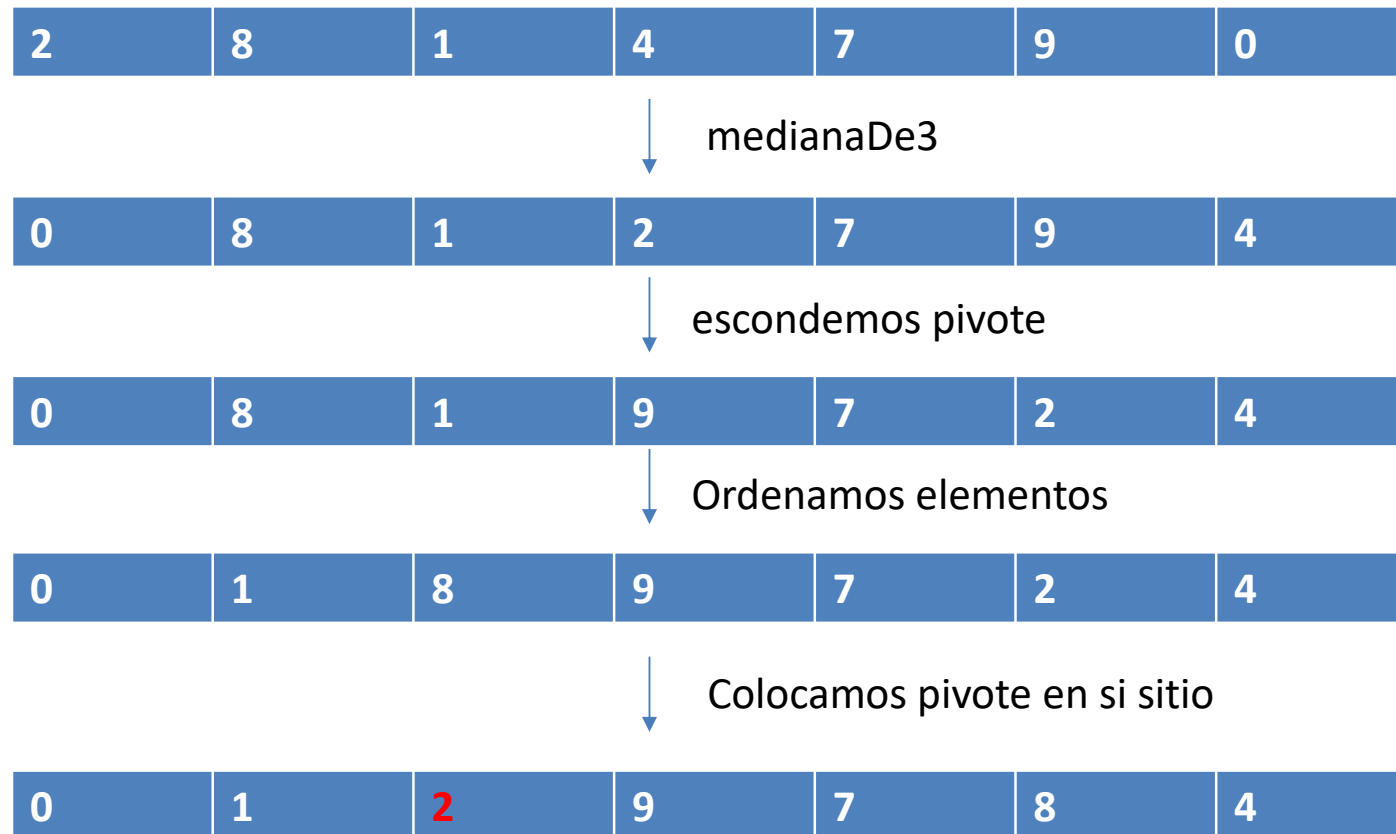 2 8 1 4 7 9 0
medianaDe3
0 8 1 2 7 9 4
escondemos pivote
0 8 1 9 7 2 4
Ordenamos elementos
0 1 8 9 7 2 4
Colocamos pivote en si sitio
0 1 2 9 7 8 4